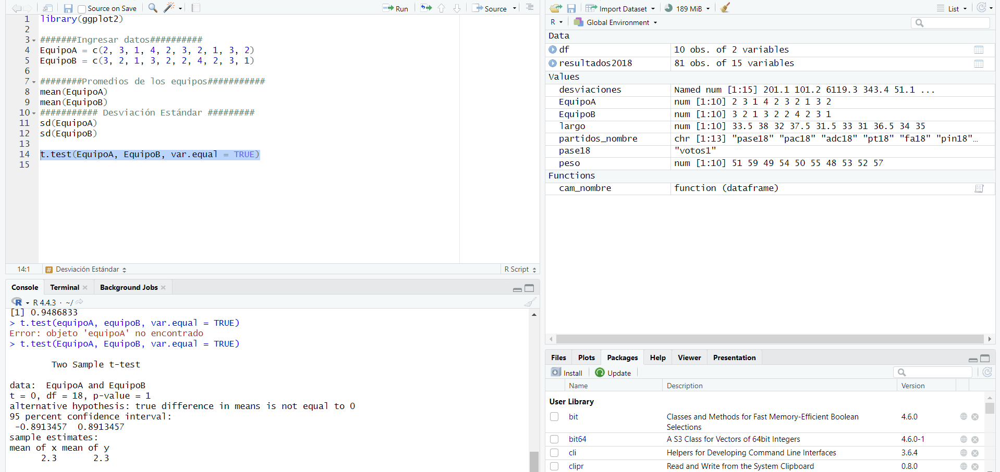 Source on Save
Run
Source
1 library(ggplot2)
2
3 #######Ingresar datos##########
4 EquipoA = c(2, 3, 1, 4, 2, 3, 2, 1, 3, 2)
5 EquipoB = c(3, 2, 1, 3, 2, 2, 4, 2, 3, 1)
6
7 ########Promedios de los equipos###########
8 mean(EquipoA)
9 mean(EquipoB)
10 ########### Desviación Estándar #########
11 sd(EquipoA)
12 sd(EquipoB)
13
14 t.test(EquipoA, EquipoB, var.equal = TRUE)
15
14:1 # Desviación Estándar R Script
Console Terminal Background Jobs
R R 4.4.3 · ~/
[1] 0.9486833
> t.test(equipoA, equipoB, var.equal = TRUE)
Error: objeto 'equipoA' no encontrado
> t.test(EquipoA, EquipoB, var.equal = TRUE)
Two Sample t-test
data: EquipoA and EquipoB
t = 0, df = 18, p-value = 1
alternative hypothesis: true difference in means is not equal to 0
95 percent confidence interval:
-0.8913457 0.8913457
sample estimates:
mean of x mean of y
2.3 2.3
Import Dataset 189 MiB List
R Global Environment
Data
df 10 obs. of 2 variables
resultados2018 81 obs. of 15 variables
Values
desviaciones Named num [1:15] 201.1 101.2 6119.3 343.4 51.1 ...
EquipoA num [1:10] 2 3 1 4 2 3 2 1 3 2
EquipoB num [1:10] 3 2 1 3 2 2 4 2 3 1
largo num [1:10] 33.5 38 32 37.5 31.5 33 31 36.5 34 35
partidos_nombre chr [1:13] "pase18" "pac18" "adc18" "pt18" "fa18" "pin18"…
pase18 "votos1"
peso num [1:10] 51 59 49 54 50 55 48 53 52 57
Functions
cam_nombre function (dataframe)
Files Plots Packages Help Viewer Presentation
Install Update
Name Description Version
User Library
bit Classes and Methods for Fast Memory-Efficient Boolean 4.6.0
Selections
bit64 A S3 Class for Vectors of 64bit Integers 4.6.0-1
cli Helpers for Developing Command Line Interfaces 3.6.4
clipr Read and Write from the System Clipboard 0.8.0